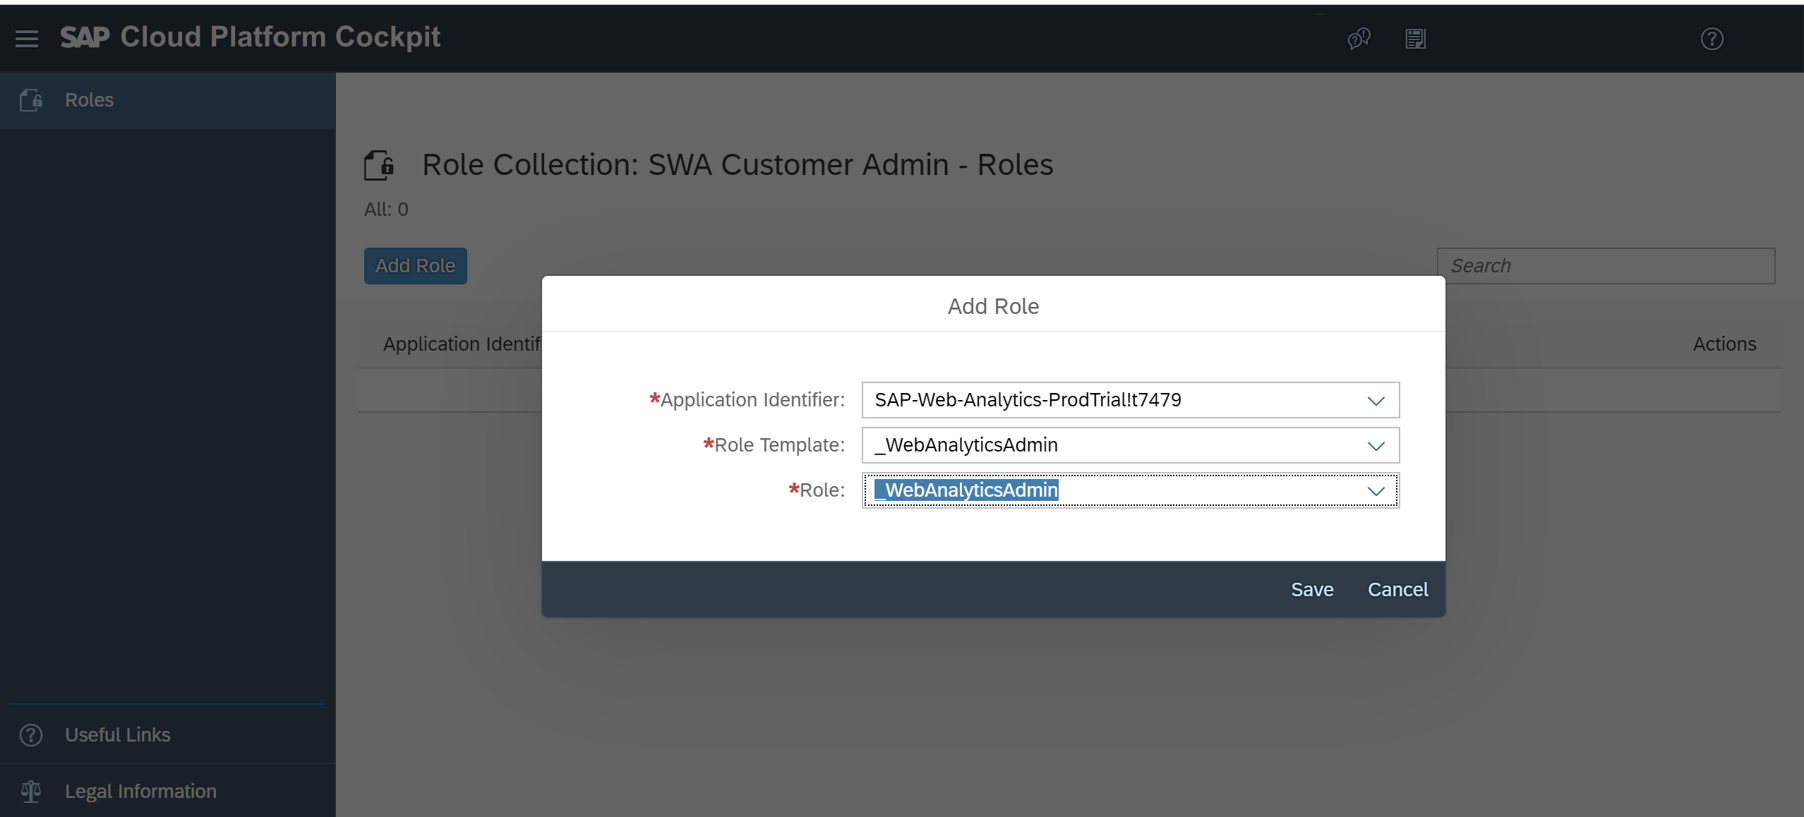 SAP Cloud Platform Cockpit
Roles
Role Collection: SWA Customer Admin - Roles
All: 0
Add Role
Search
Application Identif
Actions
Add Role
*Application Identifier: SAP-Web-Analytics-ProdTrial!t7479
*Role Template: _WebAnalyticsAdmin
*Role: _WebAnalyticsAdmin
Save Cancel
Useful Links
Legal Information